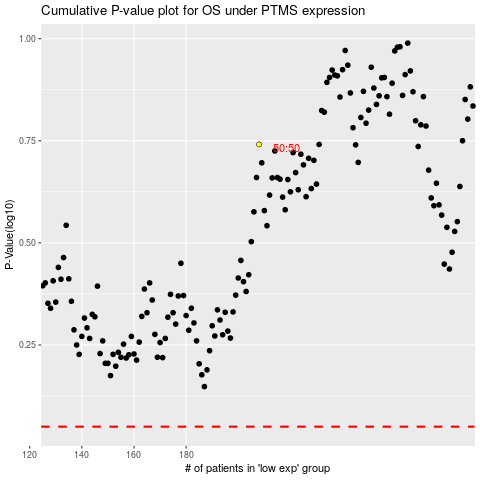 Cumulative P-value plot for OS under PTMS expression
P-Value(log10)
1.00
0.75
0.50
0.25
50:50
120 140 160 180
# of patients in 'low exp' group